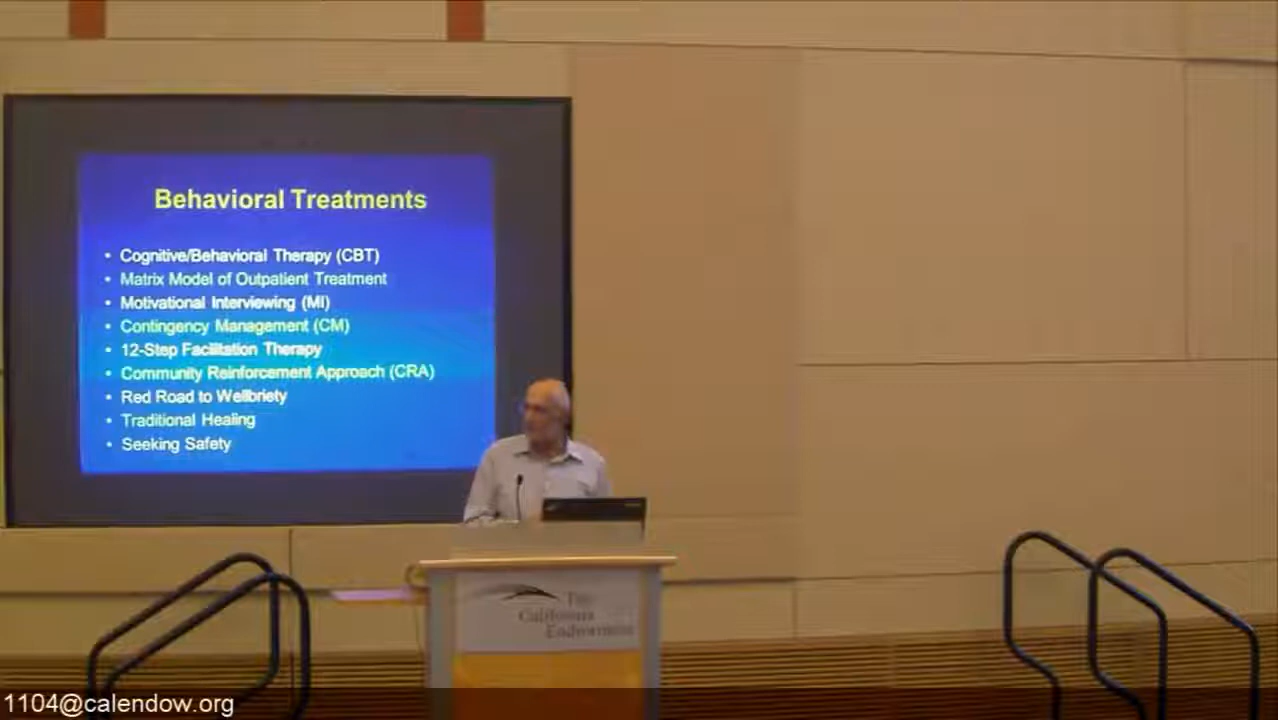 Behavioral Treatments
• Cognitive/Behavioral Therapy (CBT)
• Matrix Model of Outpatient Treatment
• Motivational Interviewing (MI)
• Contingency Management (CM)
• 12-Step Facilitation Therapy
• Community Reinforcement Approach (CRA)
• Red Road to Wellbriety
• Traditional Healing
• Seeking Safety
The
California
Endowment
1104@calendow.org